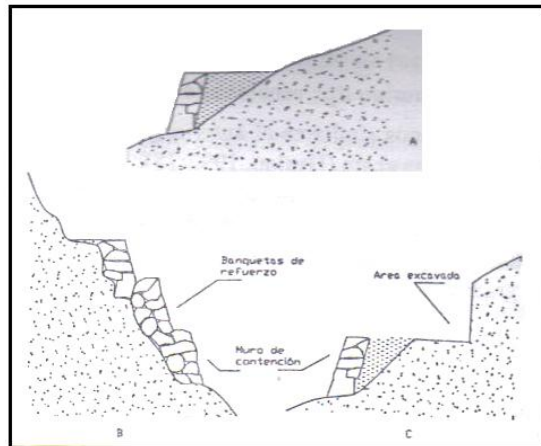 A
Banquetas de
refuerzo
Area excavada
Muro de
contención
B
C